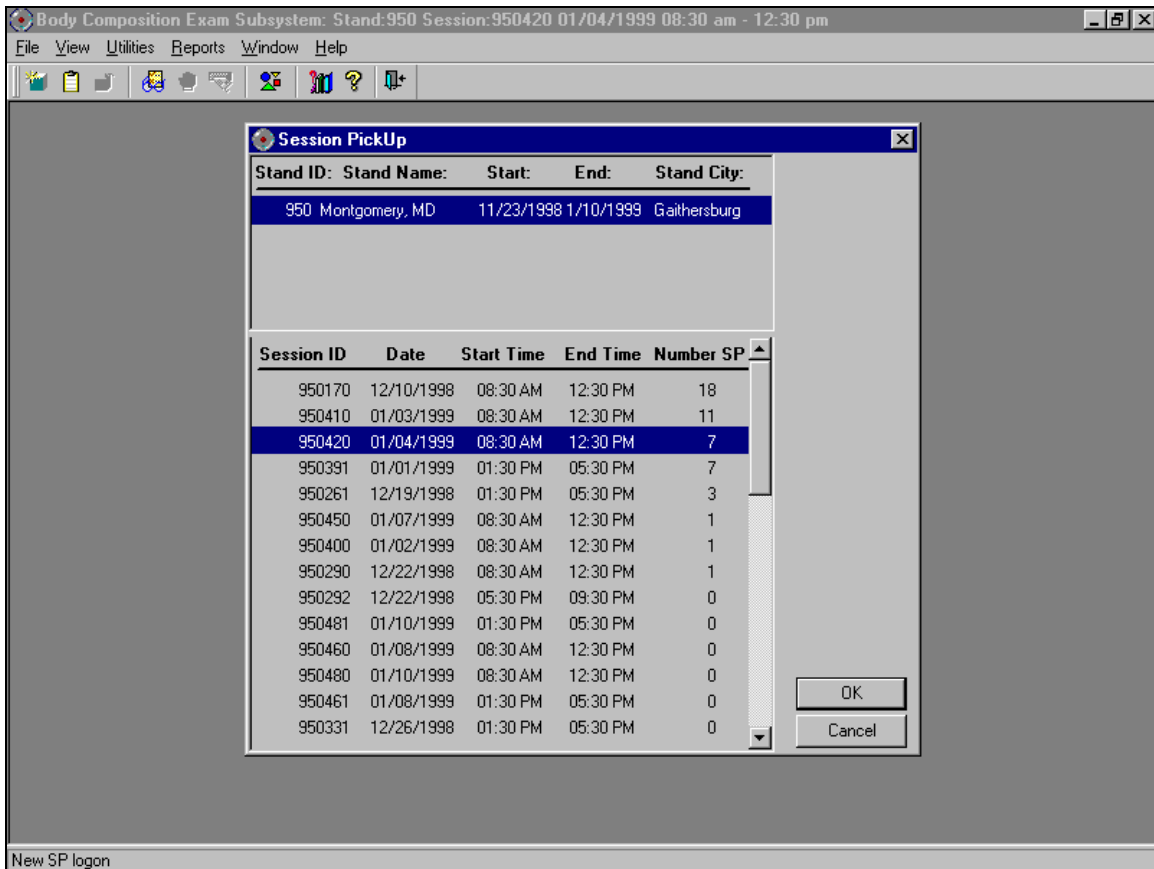 Body Composition Exam Subsystem: Stand:950 Session:950420 01/04/1999 08:30 am - 12:30 pm
File View Utilities Reports Window Help
Session PickUp
Stand ID: Stand Name: Start: End: Stand City:
950 Montgomery, MD 11/23/1998 1/10/1999 Gaithersburg
Session ID Date Start Time End Time Number SP
950170 12/10/1998 08:30 AM 12:30 PM 18
950410 01/03/1999 08:30 AM 12:30 PM 11
950420 01/04/1999 08:30 AM 12:30 PM 7
950391 01/01/1999 01:30 PM 05:30 PM 7
950261 12/19/1998 01:30 PM 05:30 PM 3
950450 01/07/1999 08:30 AM 12:30 PM 1
950400 01/02/1999 08:30 AM 12:30 PM 1
950290 12/22/1998 08:30 AM 12:30 PM 1
950292 12/22/1998 05:30 PM 09:30 PM 0
950481 01/10/1999 01:30 PM 05:30 PM 0
950460 01/08/1999 08:30 AM 12:30 PM 0
950480 01/10/1999 08:30 AM 12:30 PM 0
950461 01/08/1999 01:30 PM 05:30 PM 0
950331 12/26/1998 01:30 PM 05:30 PM 0
OK
Cancel
New SP logon